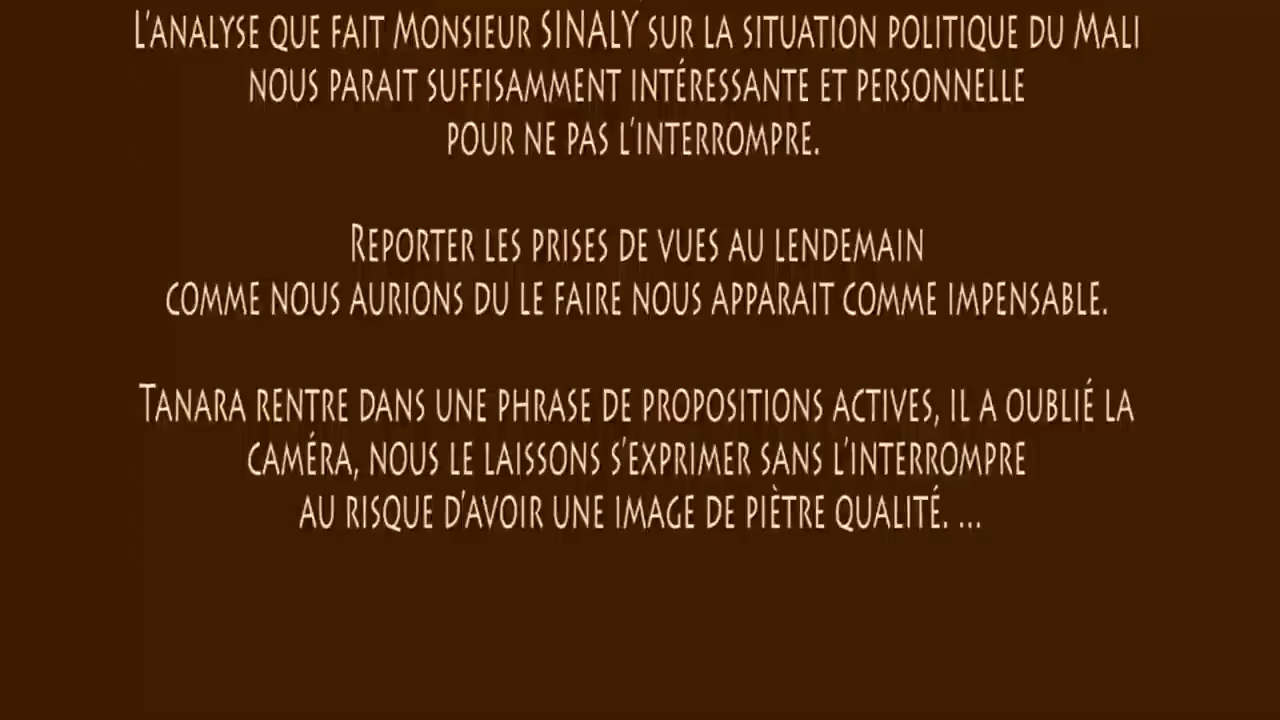 L'analyse que fait Monsieur SINALY sur la situation politique du Mali
nous parait suffisamment intéressante et personnelle
pour ne pas l'interrompre.
Reporter les prises de vues au lendemain
comme nous aurions du le faire nous apparait comme impensable.
Tanara rentre dans une phrase de propositions actives, il a oublié la
caméra, nous le laissons s'exprimer sans l'interrompre
au risque d'avoir une image de piètre qualité. ...